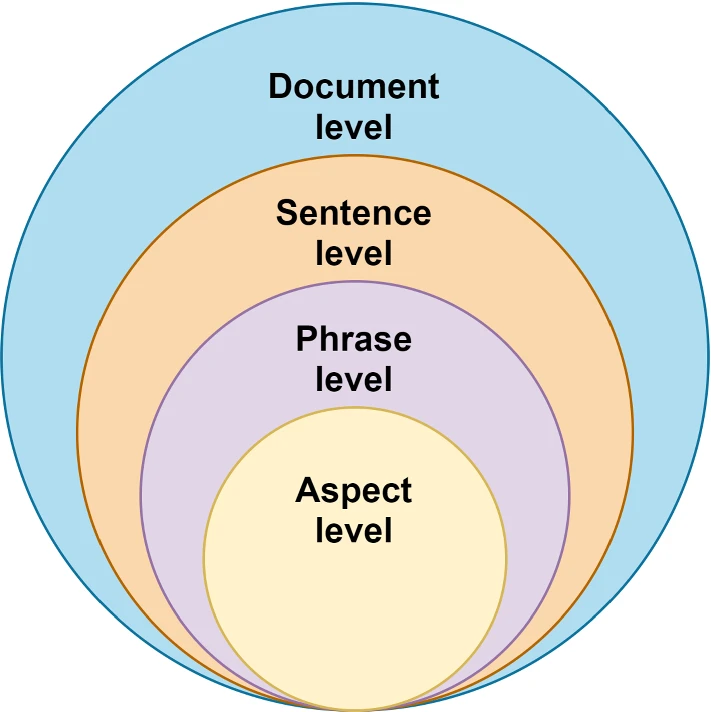 Document
level
Sentence
level
Phrase
level
Aspect
level